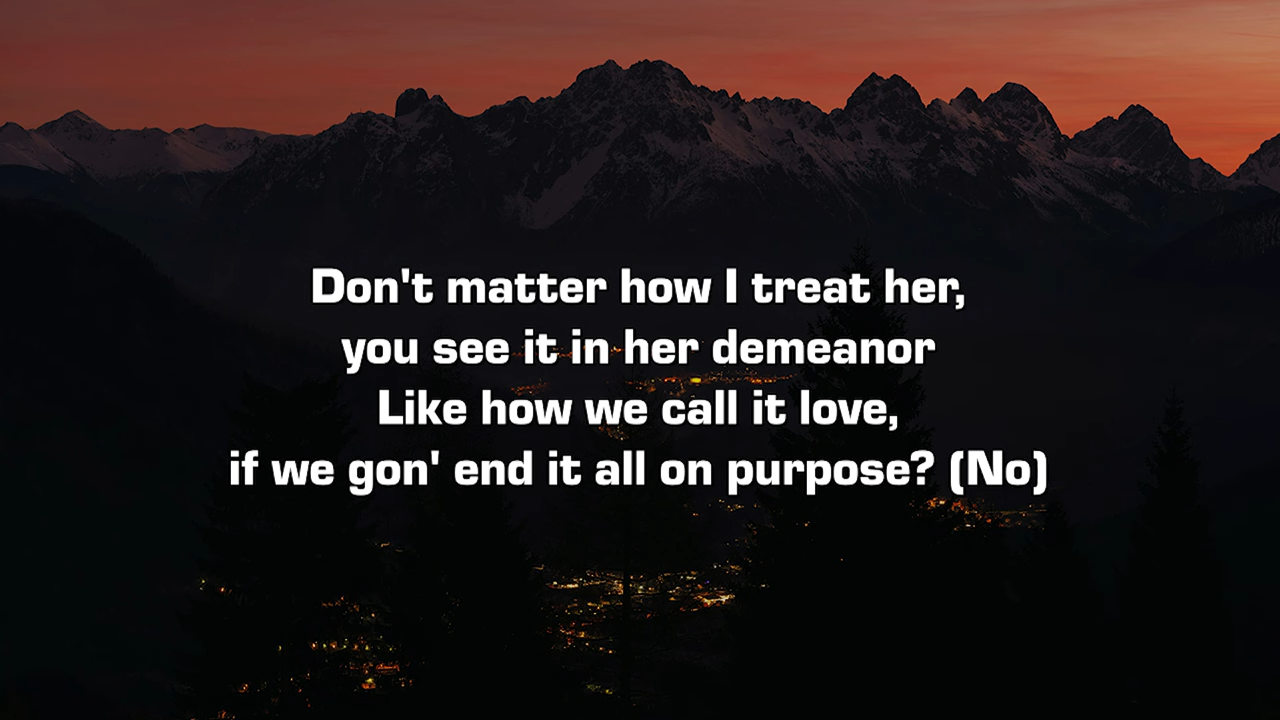 Don't matter how I treat her,
you see it in her demeanor
Like how we call it love,
if we gon' end it all on purpose? (No)